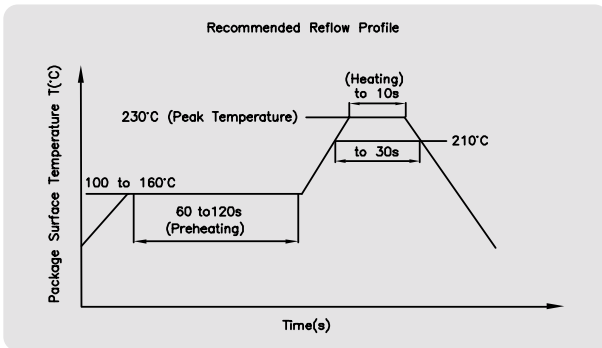 Recommended Reflow Profile
Package Surface Temperature T(°C)
(Heating)
to 10s
230°C (Peak Temperature)
210°C
to 30s
100 to 160°C
60 to120s
(Preheating)
Time(s)